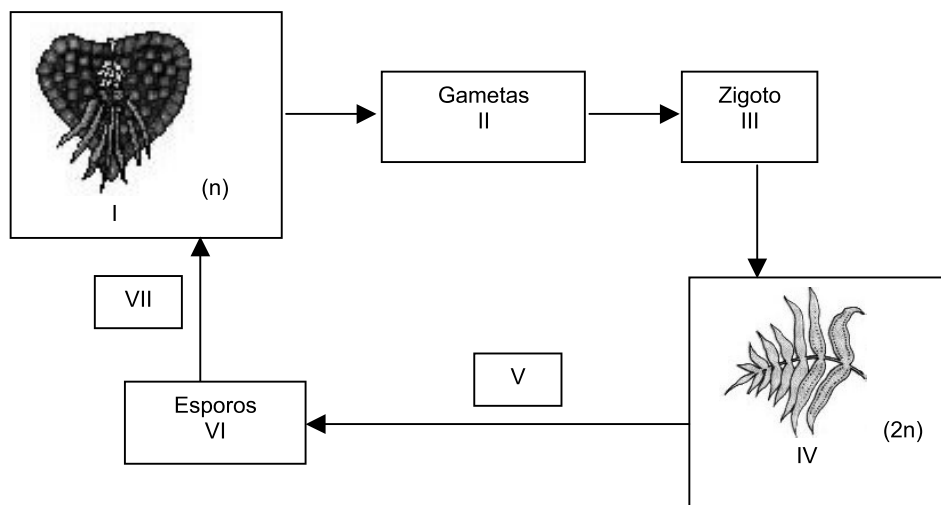 (n)
I
Gametas
II
Zigoto
III
VII
V
Esporos
VI
(2n)
IV